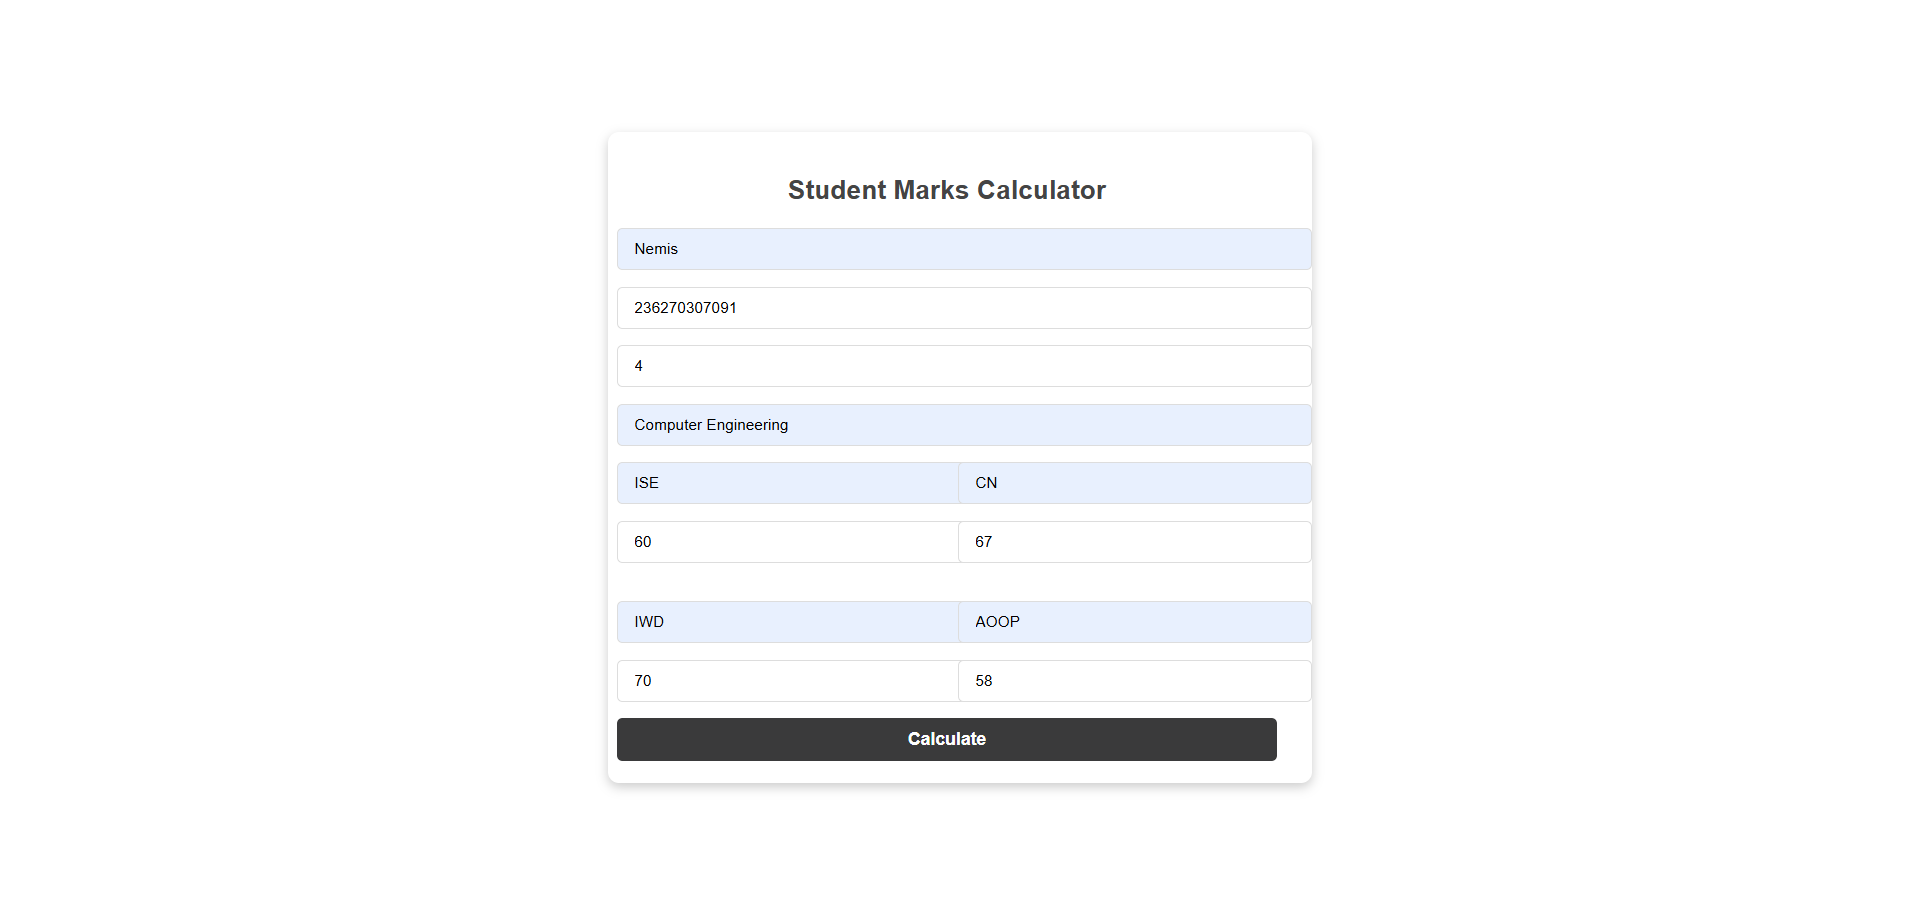 Student Marks Calculator
Nemis
236270307091
4
Computer Engineering
ISE CN
60 67
IWD AOOP
70 58
Calculate